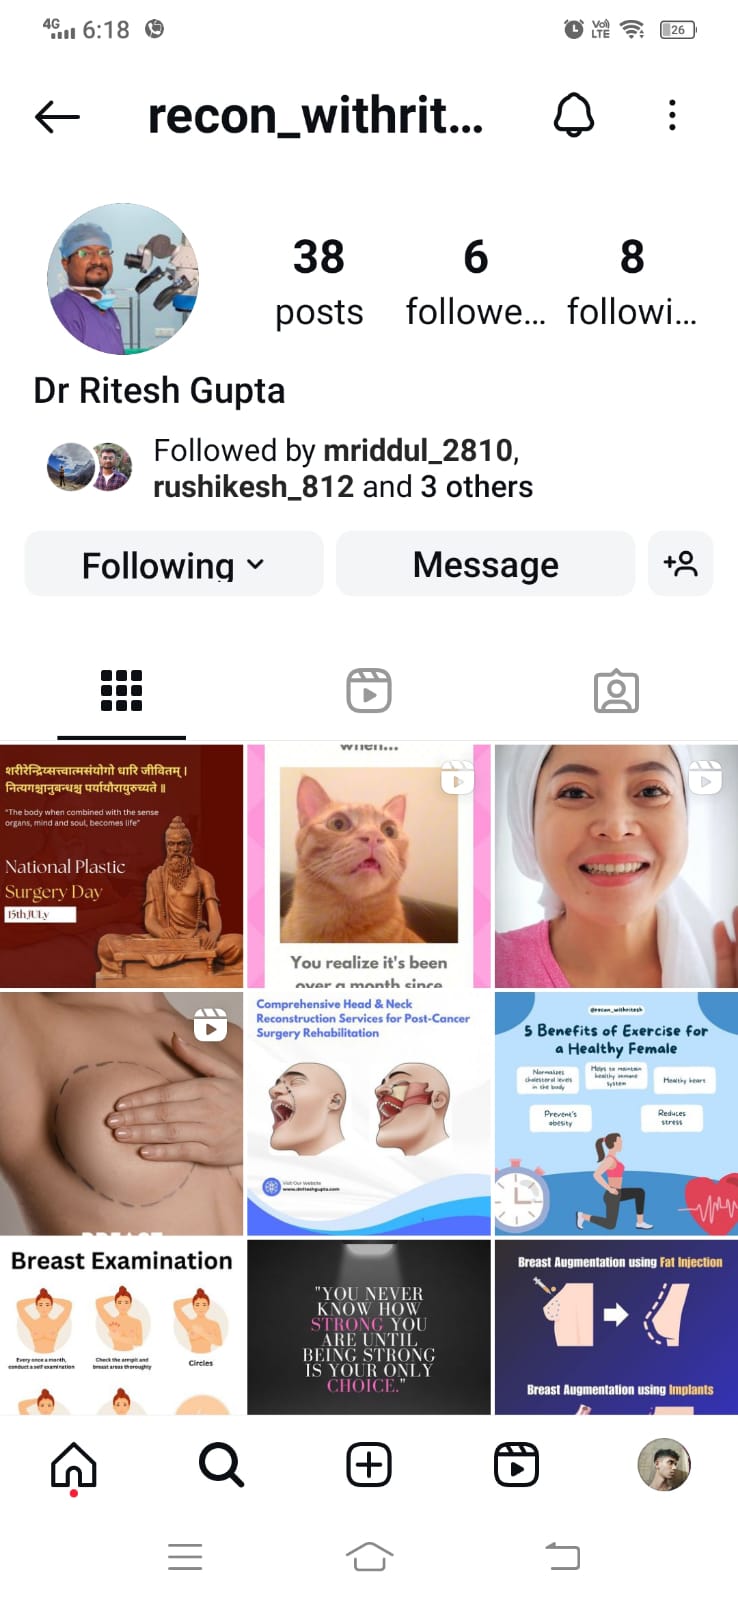 4G 6:18 Vo) LTE 26
recon_withrit...
38 6 8
posts followe... followi...
Dr Ritesh Gupta
Followed by mriddul_2810,
rushikesh_812 and 3 others
Following Message
शरीरेन्द्रियसत्त्वात्मसंयोगो धारि जीवितम् ।
नित्यगश्चानुबन्धश्च पर्यायैरायुरुच्यते ॥
"The body when combined with the sense
organs, mind and soul, becomes life"
National Plastic
Surgery Day
15th JULy
when...
You realize it's been
over a month since
BREAST
Comprehensive Head & Neck
Reconstruction Services for Post-Cancer
Surgery Rehabilitation
Visit Our Website
www.drriteshgupta.com
@recon_withritesh
5 Benefits of Exercise for
a Healthy Female
Normalizes
cholesterol levels
in the body
Helps to maintain
healthy immune
system
Healthy heart
Prevent's
obesity
Reduces
stress
Breast Examination
Every once a month,
conduct a self examination
Check the armpit and
breast areas thoroughly
Circles
"YOU NEVER
KNOW HOW
STRONG YOU
ARE UNTIL
BEING STRONG
IS YOUR ONLY
CHOICE."
Breast Augmentation using Fat Injection
Breast Augmentation using Implants